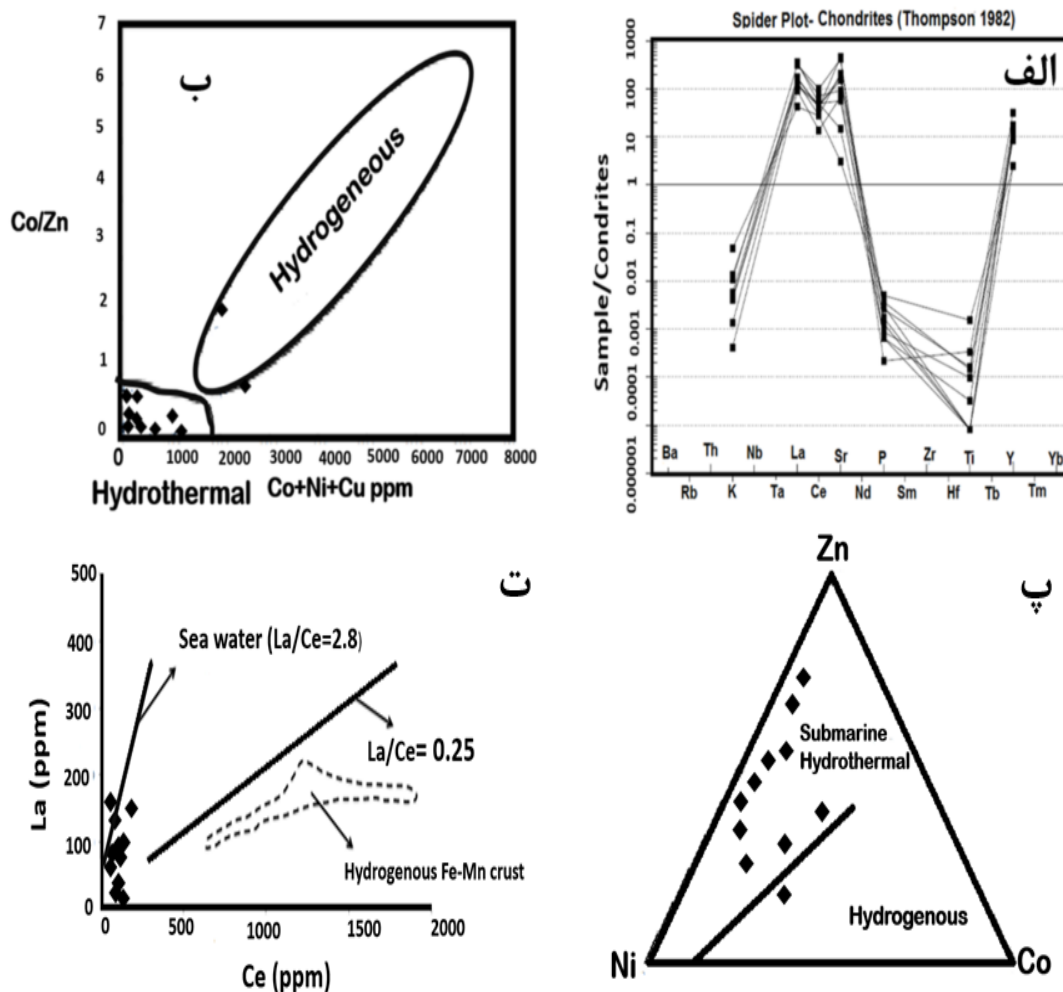 Spider Plot- Chondrites (Thompson 1982)
الف
Sample/Condrites
1000
100
10
1
0.1
0.01
0.001
0.0001
0.0000001
Ba Th Nb La Sr P Zr Ti Y Yb
Rb K Ta Ce Nd Sm Hf Tb Tm
ب
Co/Zn
7
6
5
4
3
2
1
0
Hydrogeneous
0 1000 2000 3000 4000 5000 6000 7000 8000
Hydrothermal Co+Ni+Cu ppm
پ
Zn
Submarine
Hydrothermal
Hydrogenous
Ni
Co
ت
La (ppm)
500
400
300
200
100
0
Sea water (La/Ce=2.8)
La/Ce= 0.25
Hydrogenous Fe-Mn crust
0 500 1000 1500 2000
Ce (ppm)